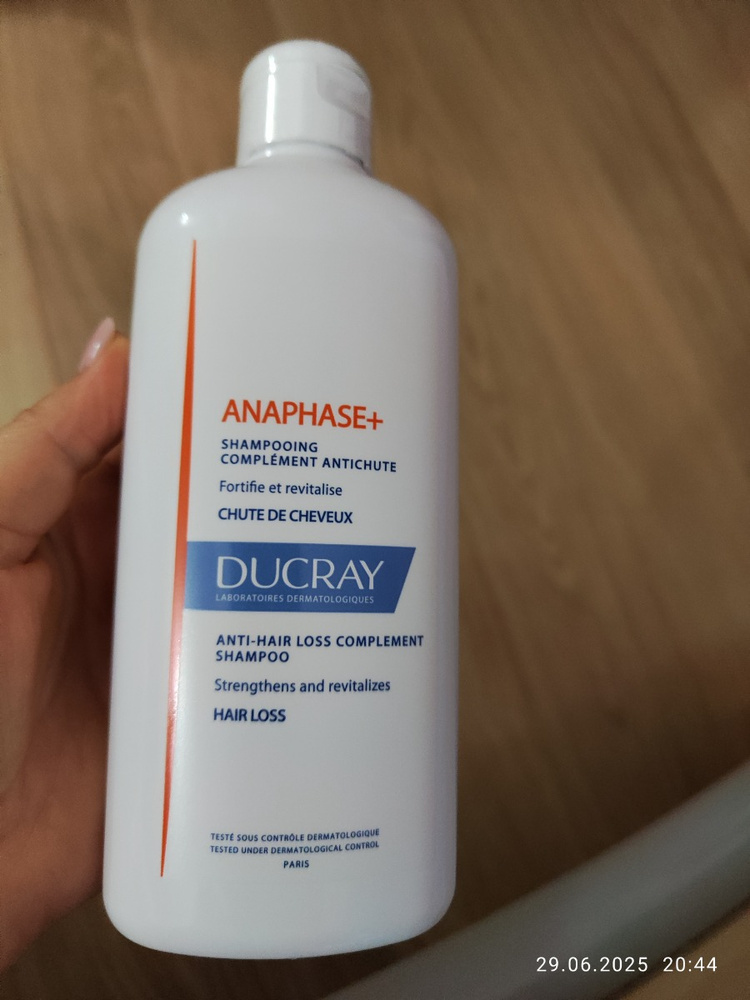 ANAPHASE+
SHAMPOOING
COMPLÉMENT ANTICHUTE
Fortifie et revitalise
CHUTE DE CHEVEUX
DUCRAY
LABORATOIRES DERMATOLOGIQUES
ANTI-HAIR LOSS COMPLEMENT
SHAMPOO
Strengthens and revitalizes
HAIR LOSS
TESTÉ SOUS CONTRÔLE DERMATOLOGIQUE
TESTED UNDER DERMATOLOGICAL CONTROL
PARIS
29.06.2025 20:44